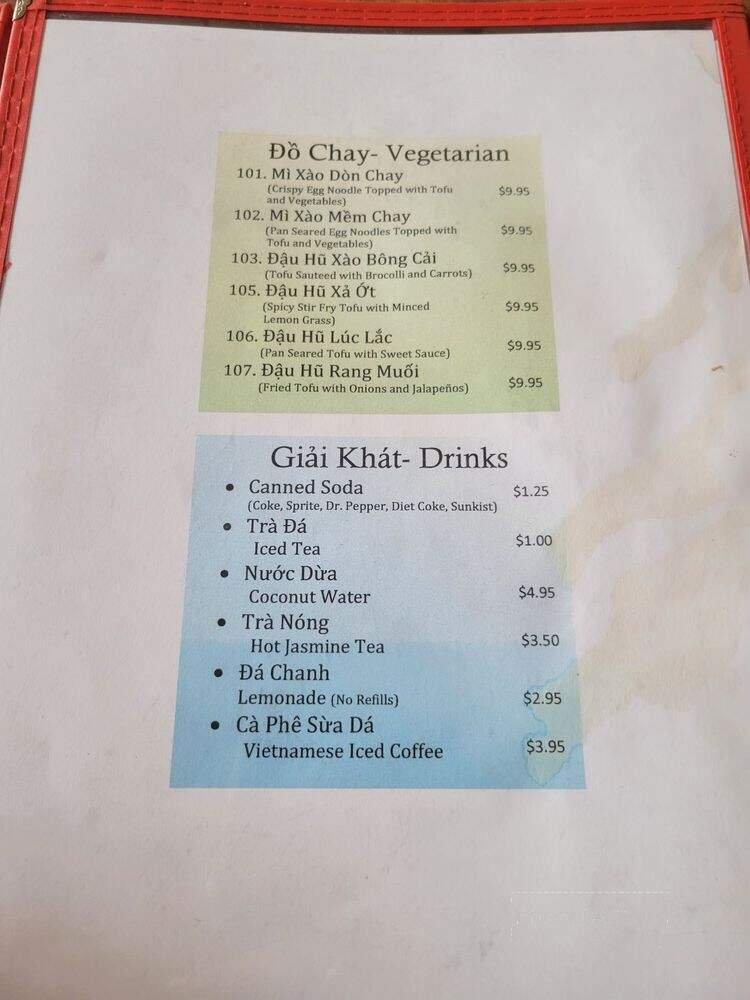 Đồ Chay- Vegetarian
101. Mì Xào Dòn Chay
(Crispy Egg Noodle Topped with Tofu $9.95
and Vegetables)
102. Mì Xào Mềm Chay
(Pan Seared Egg Noodles Topped with $9.95
Tofu and Vegetables)
103. Đậu Hũ Xào Bông Cải
(Tofu Sauteed with Brocolli and Carrots) $9.95
105. Đậu Hũ Xả Ớt
(Spicy Stir Fry Tofu with Minced $9.95
Lemon Grass)
106. Đậu Hũ Lúc Lắc
(Pan Seared Tofu with Sweet Sauce) $9.95
107. Đậu Hũ Rang Muối
(Fried Tofu with Onions and Jalapeños) $9.95
Giải Khát- Drinks
• Canned Soda $1.25
(Coke, Sprite, Dr. Pepper, Diet Coke, Sunkist)
• Trà Đá
Iced Tea $1.00
• Nước Dừa
Coconut Water $4.95
• Trà Nóng
Hot Jasmine Tea $3.50
• Đá Chanh
Lemonade (No Refills) $2.95
• Cà Phê Sừa Dá
Vietnamese Iced Coffee $3.95